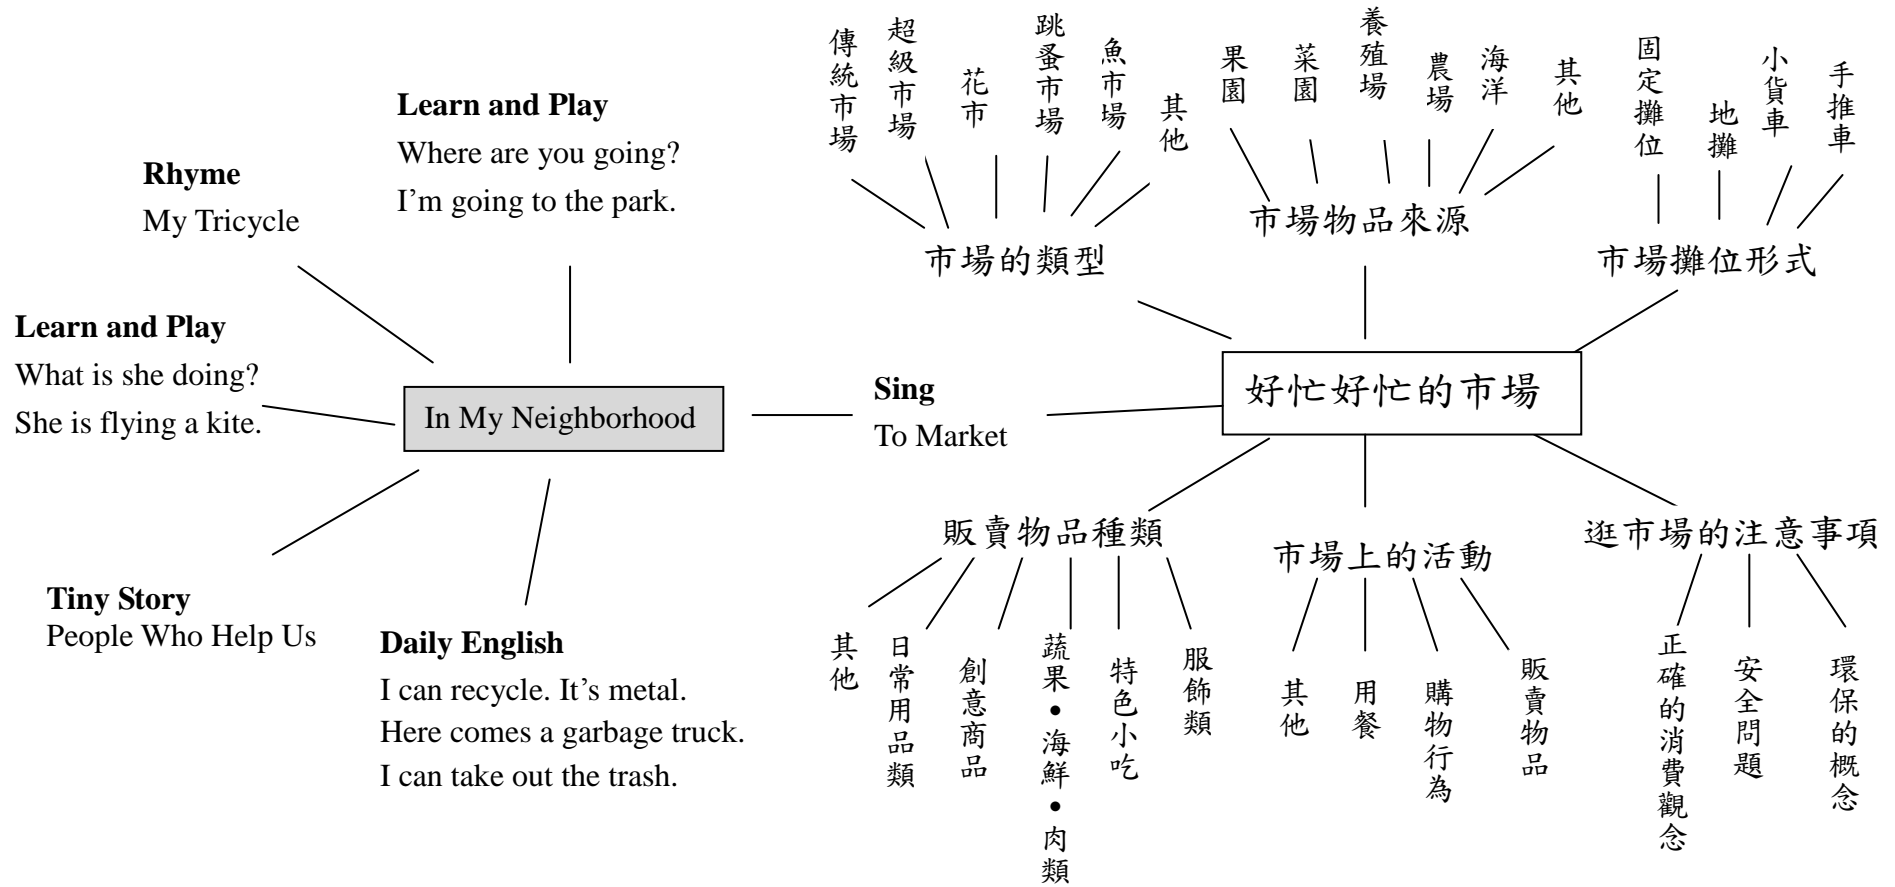 Rhyme
My Tricycle
Learn and Play
Where are you going?
I’m going to the park.
Learn and Play
What is she doing?
She is flying a kite.
In My Neighborhood
Tiny Story
People Who Help Us
Daily English
I can recycle. It’s metal.
Here comes a garbage truck.
I can take out the trash.
Sing
To Market
好忙好忙的市場
市場的類型
傳統市場
超級市場
花市
跳蚤市場
魚市場
其他
市場物品來源
果園
菜園
養殖場
農場
海洋
其他
市場攤位形式
固定攤位
地攤
小貨車
手推車
販賣物品種類
其他
日常用品類
創意商品
蔬果•海鮮•肉類
特色小吃
服飾類
市場上的活動
其他
用餐
購物行為
販賣物品
逛市場的注意事項
正確的消費觀念
安全問題
環保的概念